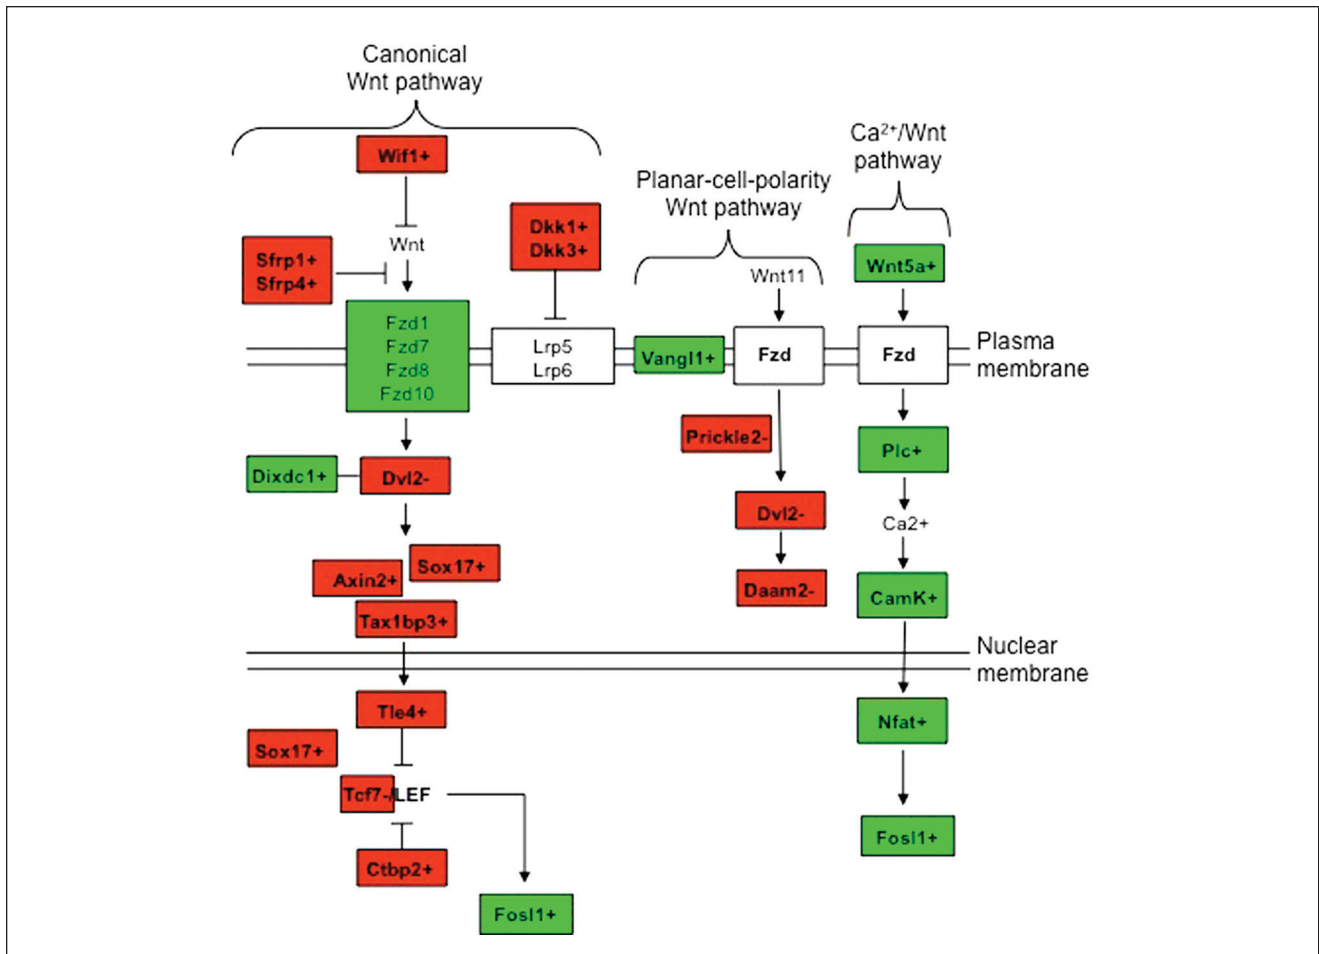 Canonical
Wnt pathway
Wif1+
Wnt
Sfrp1+
Sfrp4+
Dkk1+
Dkk3+
Fzd1
Fzd7
Fzd8
Fzd10
Lrp5
Lrp6
Dixdc1+
Dvl2-
Axin2+
Sox17+
Tax1bp3+
Tle4+
Sox17+
Tcf7-/LEF
Ctbp2+
Fosl1+
Planar-cell-polarity
Wnt pathway
Wnt11
Vangl1+
Fzd
Prickle2-
Dvl2-
Daam2-
Ca²⁺/Wnt
pathway
Wnt5a+
Fzd
Plc+
Ca2+
CamK+
Nfat+
Fosl1+
Plasma
membrane
Nuclear
membrane